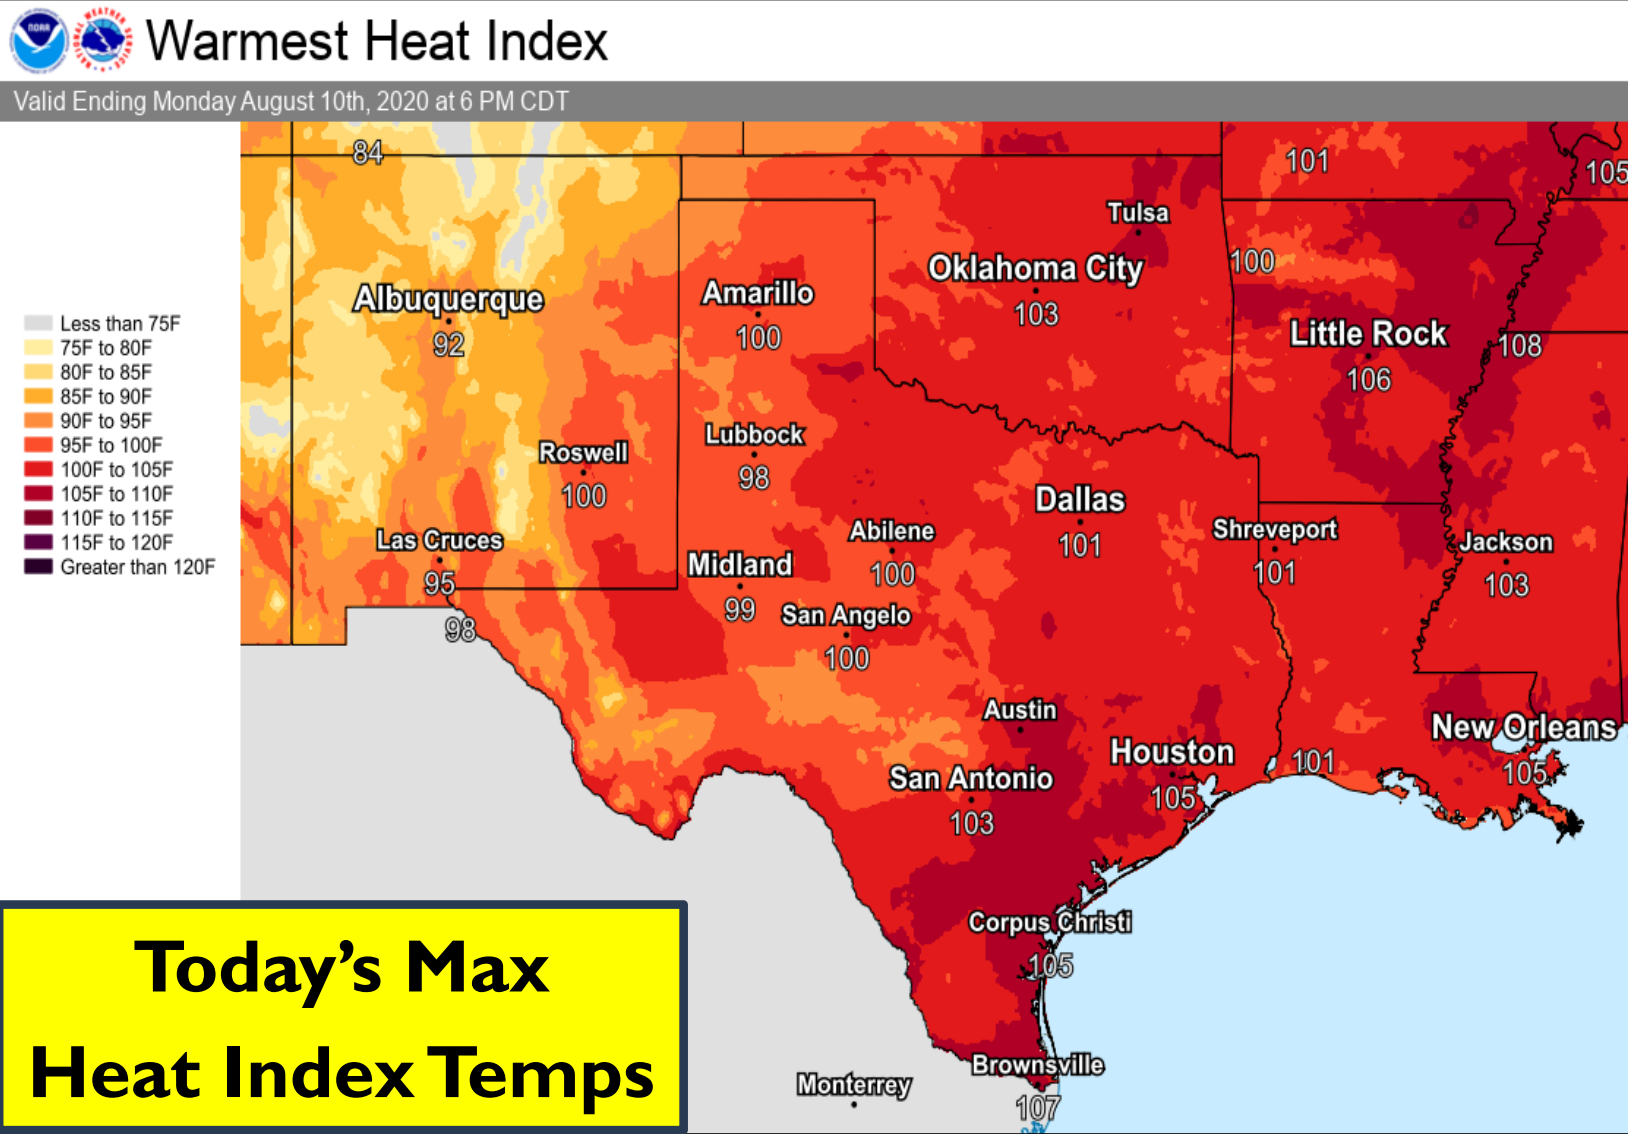 NOAA
NATIONAL WEATHER SERVICE
Warmest Heat Index
Valid Ending Monday August 10th, 2020 at 6 PM CDT
Less than 75F
75F to 80F
80F to 85F
85F to 90F
90F to 95F
95F to 100F
100F to 105F
105F to 110F
110F to 115F
115F to 120F
Greater than 120F
84
101
105
Tulsa
100
Oklahoma City
103
Albuquerque
92
Amarillo
100
Little Rock
106
108
Lubbock
98
Roswell
100
Dallas
101
Abilene
100
Shreveport
101
Jackson
103
Las Cruces
95
98
Midland
99
San Angelo
100
Austin
Houston
105
New Orleans
105
101
San Antonio
103
Corpus Christi
105
Brownsville
107
Monterrey
Today's Max
Heat Index Temps